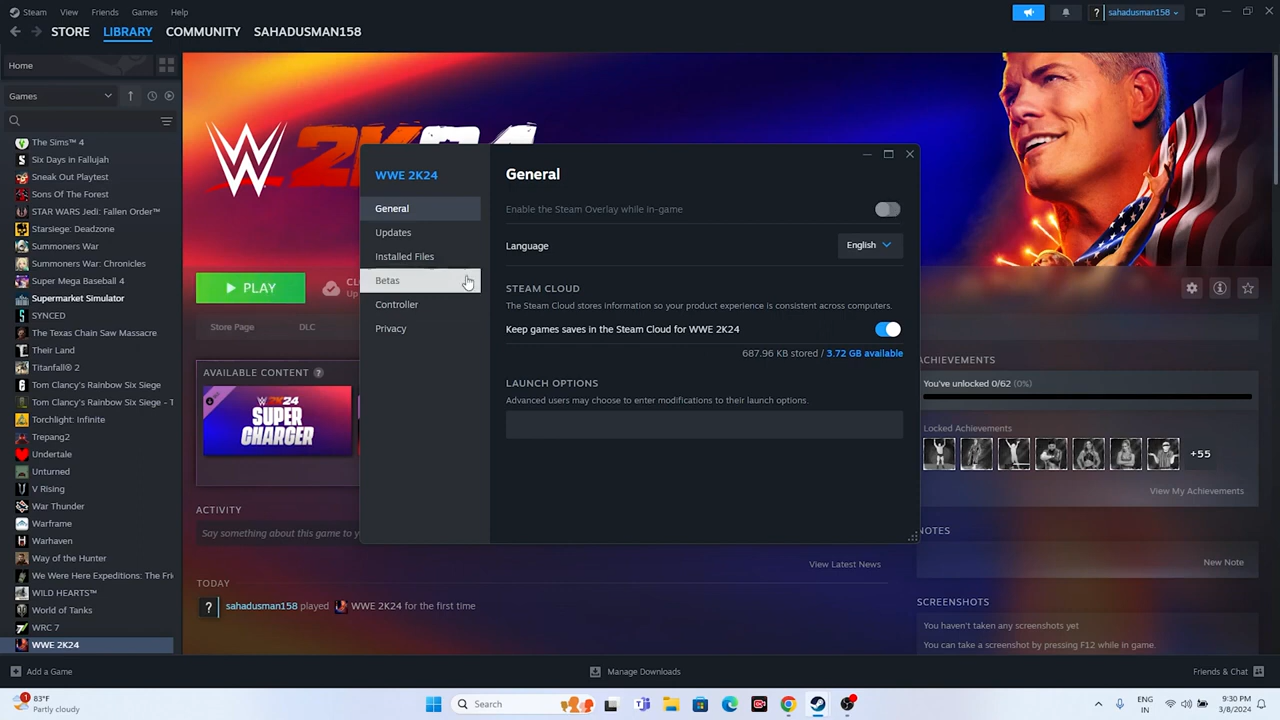 Steam View Friends Games Help
sahadusman158
STORE LIBRARY COMMUNITY SAHADUSMAN158
Home
Games
The Sims™ 4
Six Days in Fallujah
Sneak Out Playtest
Sons Of The Forest
STAR WARS Jedi: Fallen Order™
Starsiege: Deadzone
Summoners War
Summoners War: Chronicles
Super Mega Baseball 4
Supermarket Simulator
SYNCED
The Texas Chain Saw Massacre
Their Land
Titanfall® 2
Tom Clancy's Rainbow Six Siege
Tom Clancy's Rainbow Six Siege - T
Torchlight: Infinite
Trepang2
Undertale
Unturned
V Rising
War Thunder
Warframe
Warhaven
Way of the Hunter
We Were Here Expeditions: The Frie
WILD HEARTS™
World of Tanks
WRC 7
WWE 2K24
W 2K24
PLAY
Store Page DLC
AVAILABLE CONTENT ?
2K24
SUPER
CHARGER
ACTIVITY
Say something about this game to y
View Latest News
TODAY
? sahadusman158 played WWE 2K24 for the first time
WWE 2K24
General
Updates
Installed Files
Betas
Controller
Privacy
General
Enable the Steam Overlay while in-game
Language English
STEAM CLOUD
The Steam Cloud stores information so your product experience is consistent across computers.
Keep games saves in the Steam Cloud for WWE 2K24
687.96 KB stored / 3.72 GB available
LAUNCH OPTIONS
Advanced users may choose to enter modifications to their launch options.
ACHIEVEMENTS
You've unlocked 0/62 (0%)
Locked Achievements
+55
View My Achievements
NOTES
New Note
SCREENSHOTS
You haven't taken any screenshots yet
You can take a screenshot by pressing F12 while in game.
Add a Game Manage Downloads Friends & Chat
1 83°F
Partly cloudy
Search
ENG
IN
9:30 PM
3/8/2024